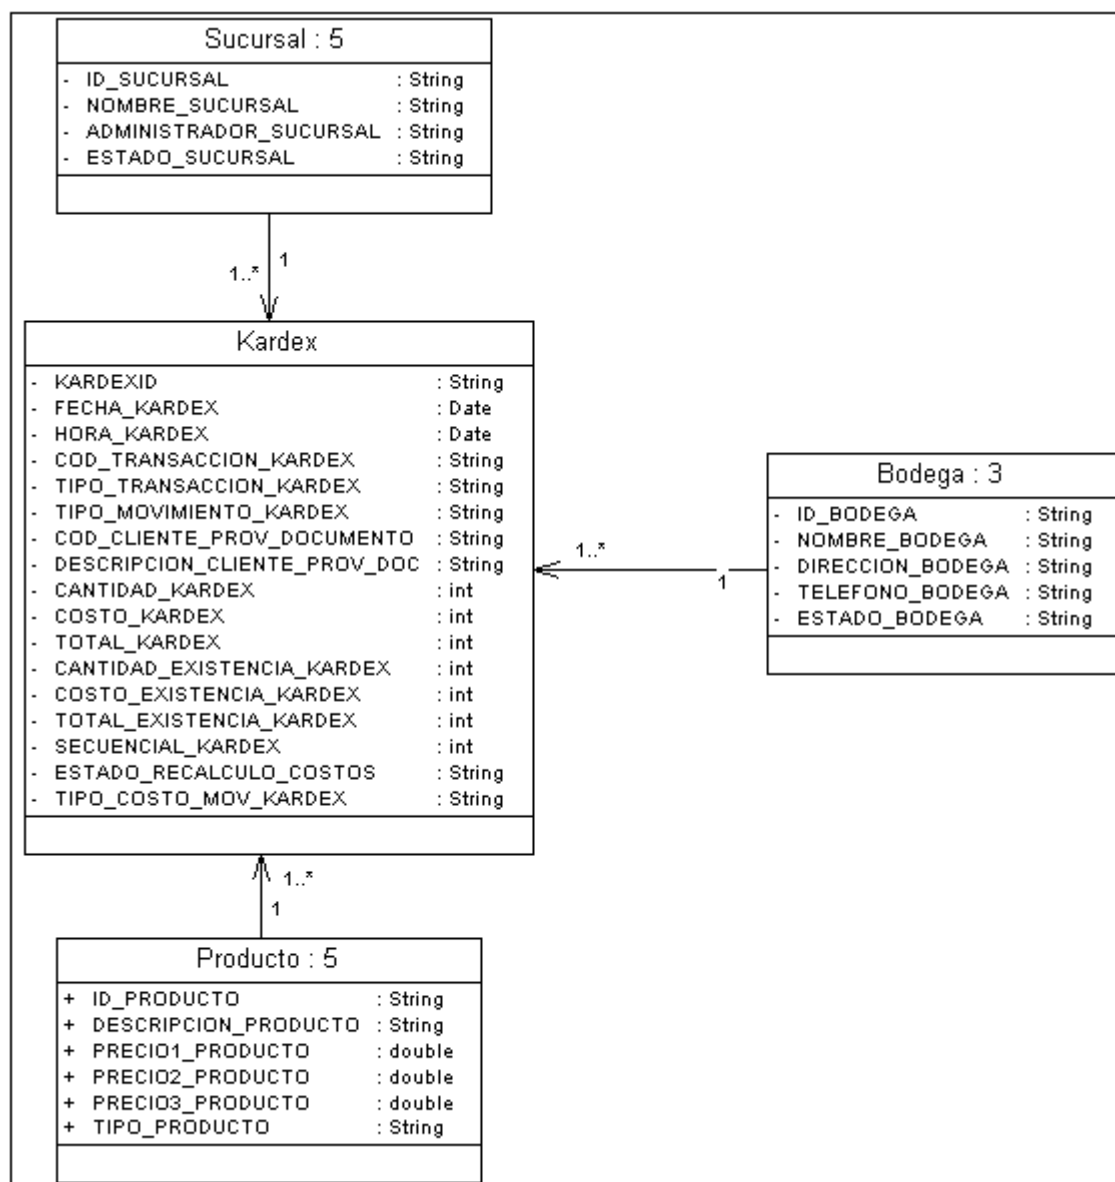 Sucursal : 5
- ID_SUCURSAL : String
- NOMBRE_SUCURSAL : String
- ADMINISTRADOR_SUCURSAL : String
- ESTADO_SUCURSAL : String
1
1..*
Kardex
- KARDEXID : String
- FECHA_KARDEX : Date
- HORA_KARDEX : Date
- COD_TRANSACCION_KARDEX : String
- TIPO_TRANSACCION_KARDEX : String
- TIPO_MOVIMIENTO_KARDEX : String
- COD_CLIENTE_PROV_DOCUMENTO : String
- DESCRIPCION_CLIENTE_PROV_DOC : String
- CANTIDAD_KARDEX : int
- COSTO_KARDEX : int
- TOTAL_KARDEX : int
- CANTIDAD_EXISTENCIA_KARDEX : int
- COSTO_EXISTENCIA_KARDEX : int
- TOTAL_EXISTENCIA_KARDEX : int
- SECUENCIAL_KARDEX : int
- ESTADO_RECALCULO_COSTOS : String
- TIPO_COSTO_MOV_KARDEX : String
1..*
1
Bodega : 3
- ID_BODEGA : String
- NOMBRE_BODEGA : String
- DIRECCION_BODEGA : String
- TELEFONO_BODEGA : String
- ESTADO_BODEGA : String
1..*
1
Producto : 5
+ ID_PRODUCTO : String
+ DESCRIPCION_PRODUCTO : String
+ PRECIO1_PRODUCTO : double
+ PRECIO2_PRODUCTO : double
+ PRECIO3_PRODUCTO : double
+ TIPO_PRODUCTO : String